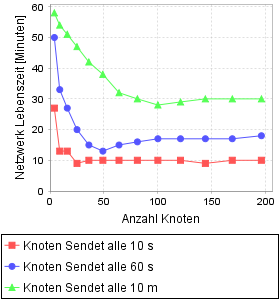 60
50
40
30
20
10
0
0
50
100
150
200
Netzwerk Lebenszeit [Minuten]
Anzahl Knoten
Knoten Sendet alle 10 s
Knoten Sendet alle 60 s
Knoten Sendet alle 10 m